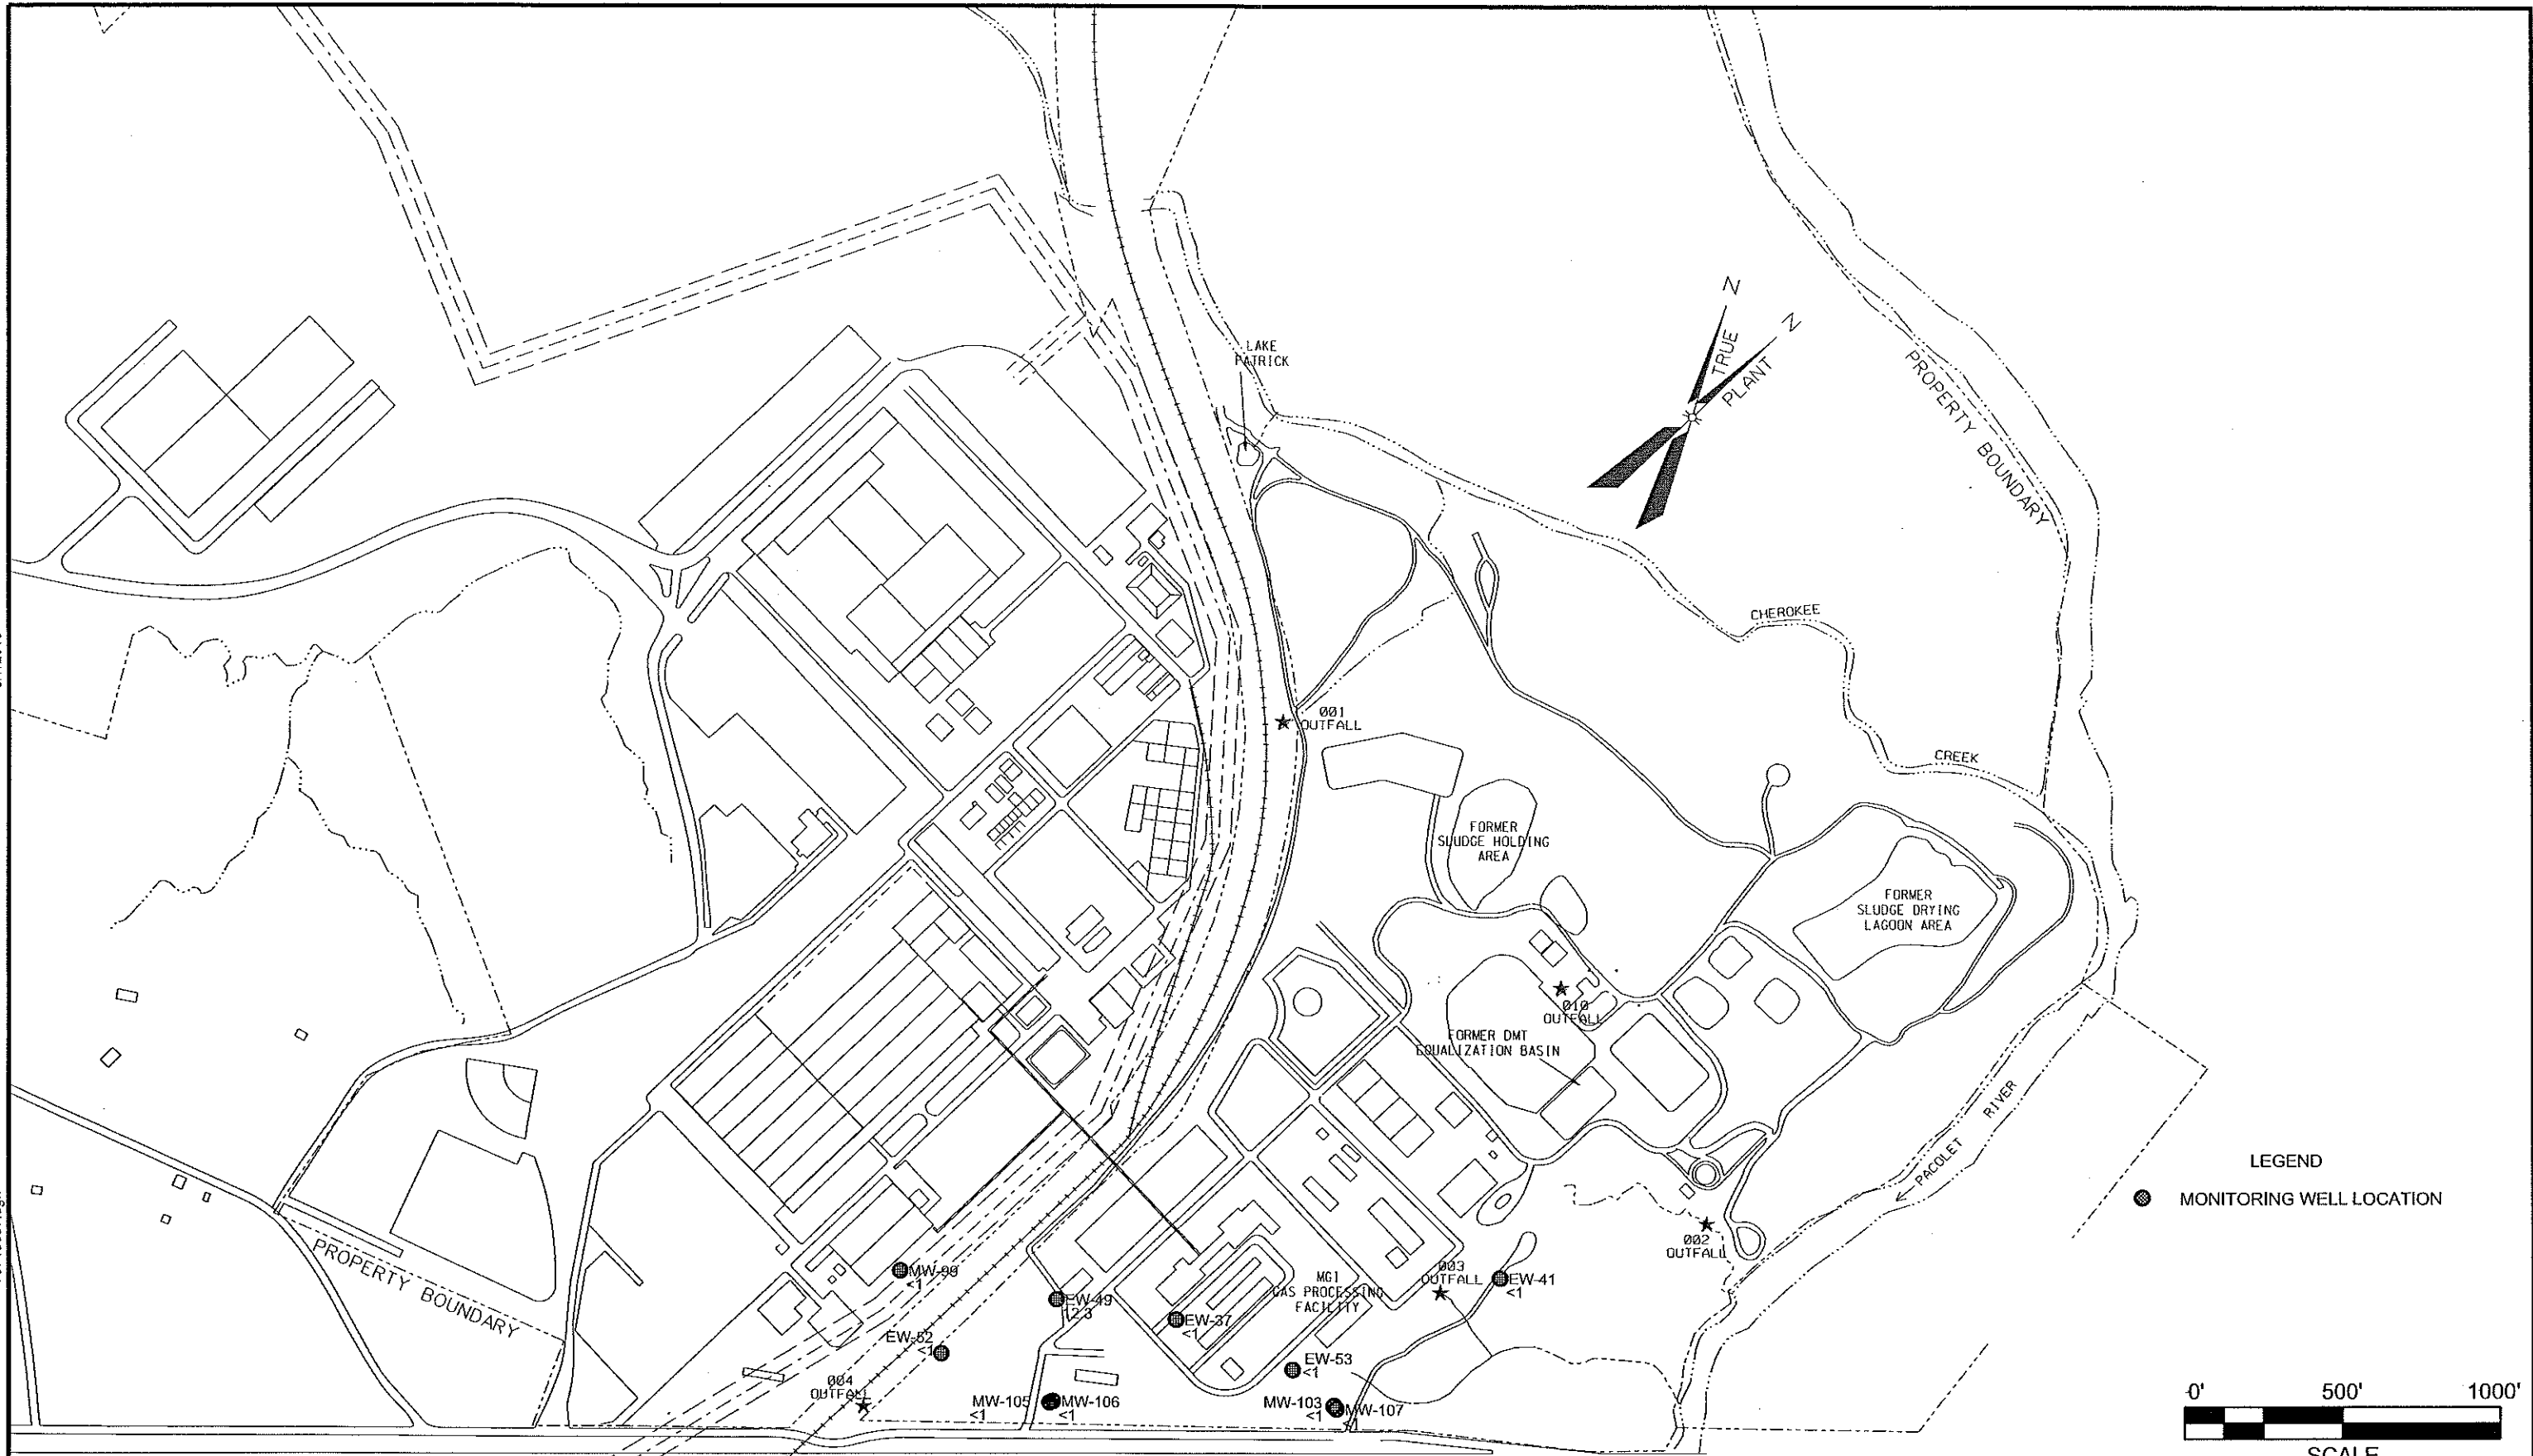 N
TRUE
N
PLANT
LAKE
PATRICK
PROPERTY BOUNDARY
CHEROKEE
CREEK
001
OUTFALL
FORMER
SLUDGE HOLDING
AREA
FORMER
SLUDGE DRYING
LAGOON AREA
010
OUTFALL
FORMER DMT
EQUALIZATION BASIN
PACOLET RIVER
LEGEND
MONITORING WELL LOCATION
002
OUTFALL
003
OUTFALL
EW-41
<1
MGI
GAS PROCESSING
FACILITY
PROPERTY BOUNDARY
MW-99
<1
EW-49
12.3
EW-37
<1
EW-52
<1
EW-53
<1
004
OUTFALL
MW-105
<1
MW-106
<1
MW-103
<1
MW-107
<1
0' 500' 1000'
SCALE